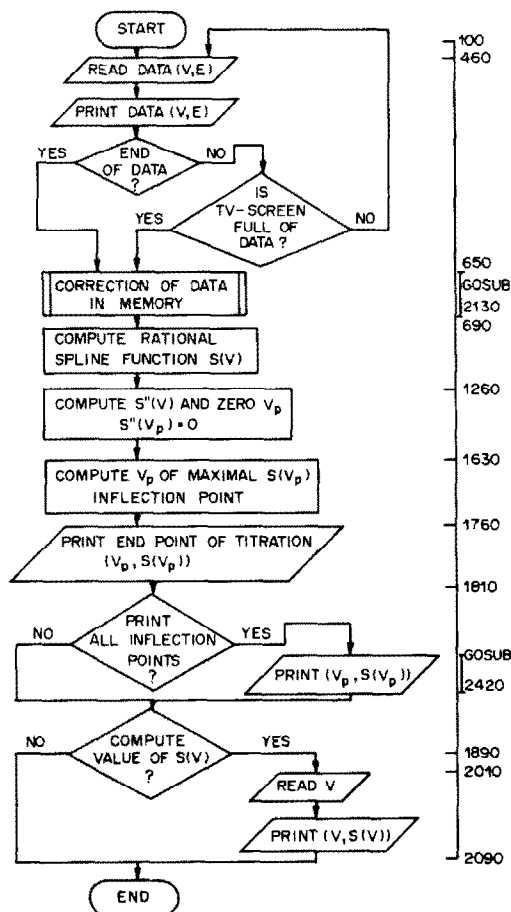 START
100
460
READ DATA (V,E)
PRINT DATA (V,E)
YES
END
OF DATA
?
NO
IS
TV-SCREEN
FULL OF
DATA ?
YES
NO
650
GOSUB
2130
690
CORRECTION OF DATA
IN MEMORY
COMPUTE RATIONAL
SPLINE FUNCTION S(V)
1260
COMPUTE S"(V) AND ZERO Vp
S"(Vp)=0
1630
COMPUTE Vp OF MAXIMAL S(Vp)
INFLECTION POINT
1760
PRINT END POINT OF TITRATION
(Vp, S(Vp))
1810
NO
PRINT
ALL INFLECTION
POINTS
?
YES
GOSUB
2420
PRINT (Vp, S(Vp))
NO
COMPUTE
VALUE OF S(V)
?
YES
1890
2010
READ V
PRINT (V, S(V))
2090
END